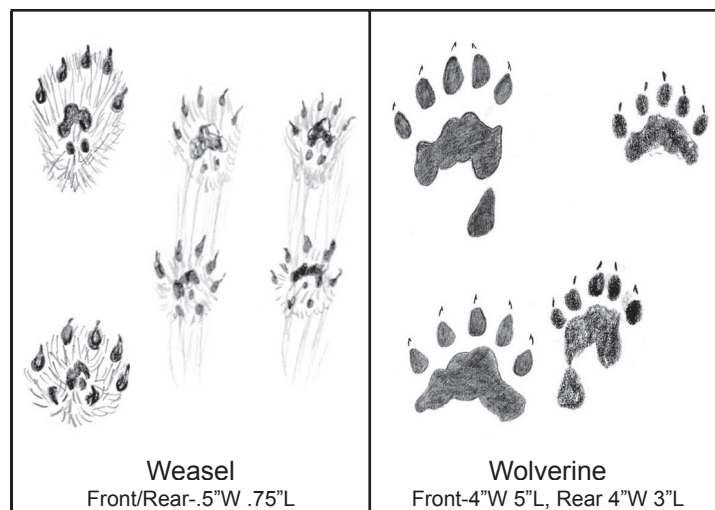 Weasel
Front/Rear-.5”W .75”L
Wolverine
Front-4”W 5”L, Rear 4”W 3”L